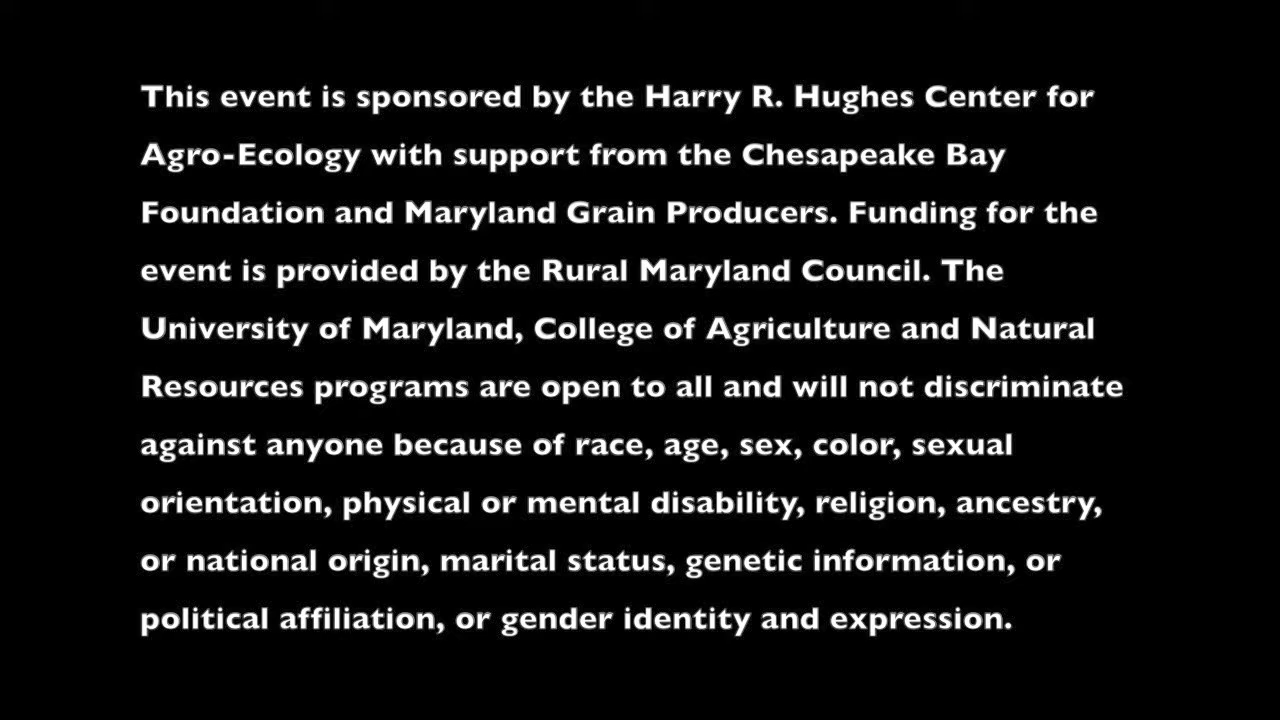 This event is sponsored by the Harry R. Hughes Center for
Agro-Ecology with support from the Chesapeake Bay
Foundation and Maryland Grain Producers. Funding for the
event is provided by the Rural Maryland Council. The
University of Maryland, College of Agriculture and Natural
Resources programs are open to all and will not discriminate
against anyone because of race, age, sex, color, sexual
orientation, physical or mental disability, religion, ancestry,
or national origin, marital status, genetic information, or
political affiliation, or gender identity and expression.